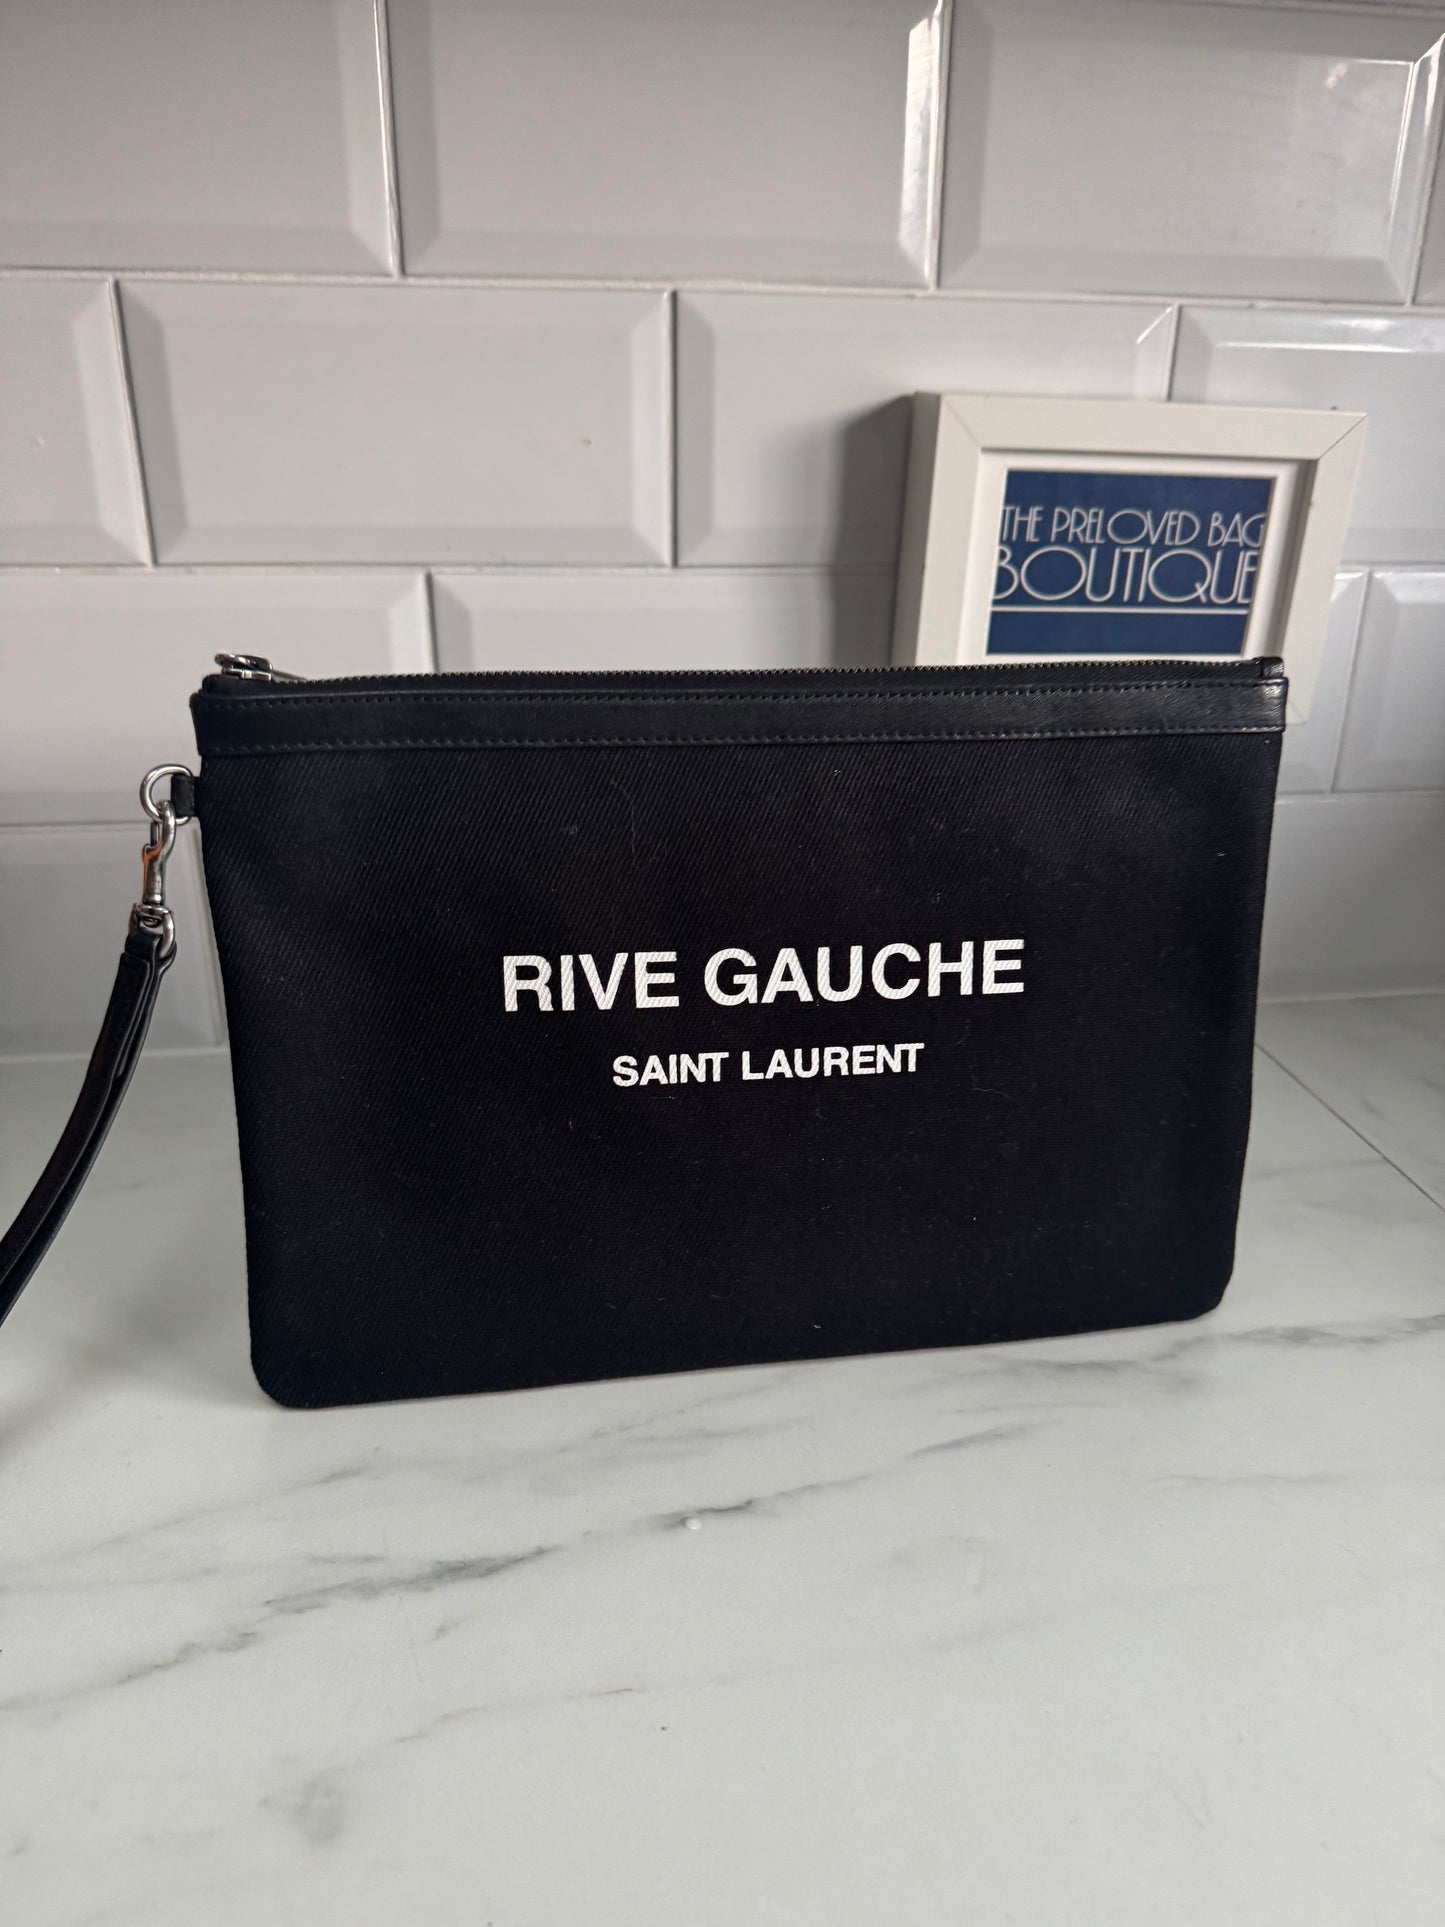 THE PRELOVED BAG
BOUTIQUE
RIVE GAUCHE
SAINT LAURENT